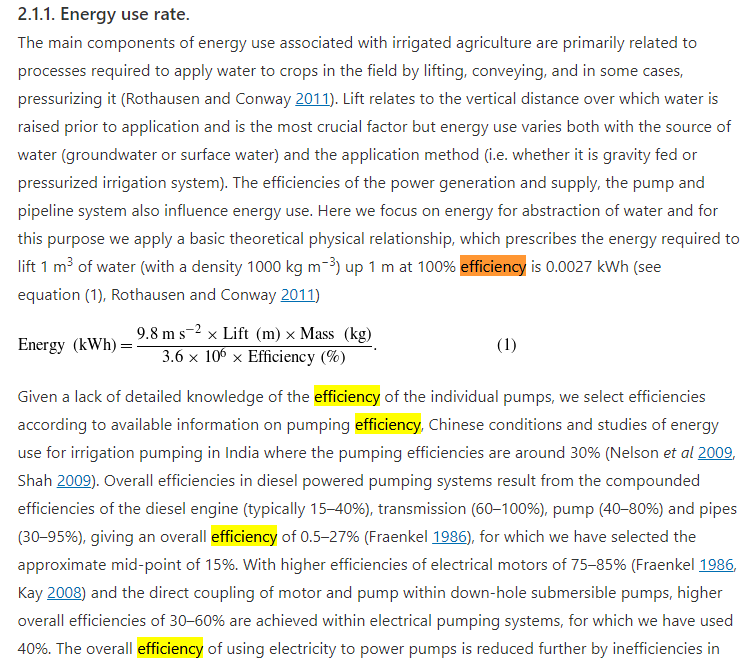 2.1.1. Energy use rate.
The main components of energy use associated with irrigated agriculture are primarily related to
processes required to apply water to crops in the field by lifting, conveying, and in some cases,
pressurizing it (Rothausen and Conway 2011). Lift relates to the vertical distance over which water is
raised prior to application and is the most crucial factor but energy use varies both with the source of
water (groundwater or surface water) and the application method (i.e. whether it is gravity fed or
pressurized irrigation system). The efficiencies of the power generation and supply, the pump and
pipeline system also influence energy use. Here we focus on energy for abstraction of water and for
this purpose we apply a basic theoretical physical relationship, which prescribes the energy required to
lift 1 m³ of water (with a density 1000 kg m⁻³) up 1 m at 100% efficiency is 0.0027 kWh (see
equation (1), Rothausen and Conway 2011)
9.8 m s⁻² × Lift (m) × Mass (kg)
Energy (kWh) = . (1)
3.6 × 10⁶ × Efficiency (%)
Given a lack of detailed knowledge of the efficiency of the individual pumps, we select efficiencies
according to available information on pumping efficiency, Chinese conditions and studies of energy
use for irrigation pumping in India where the pumping efficiencies are around 30% (Nelson et al 2009,
Shah 2009). Overall efficiencies in diesel powered pumping systems result from the compounded
efficiencies of the diesel engine (typically 15–40%), transmission (60–100%), pump (40–80%) and pipes
(30–95%), giving an overall efficiency of 0.5–27% (Fraenkel 1986), for which we have selected the
approximate mid-point of 15%. With higher efficiencies of electrical motors of 75–85% (Fraenkel 1986,
Kay 2008) and the direct coupling of motor and pump within down-hole submersible pumps, higher
overall efficiencies of 30–60% are achieved within electrical pumping systems, for which we have used
40%. The overall efficiency of using electricity to power pumps is reduced further by inefficiencies in